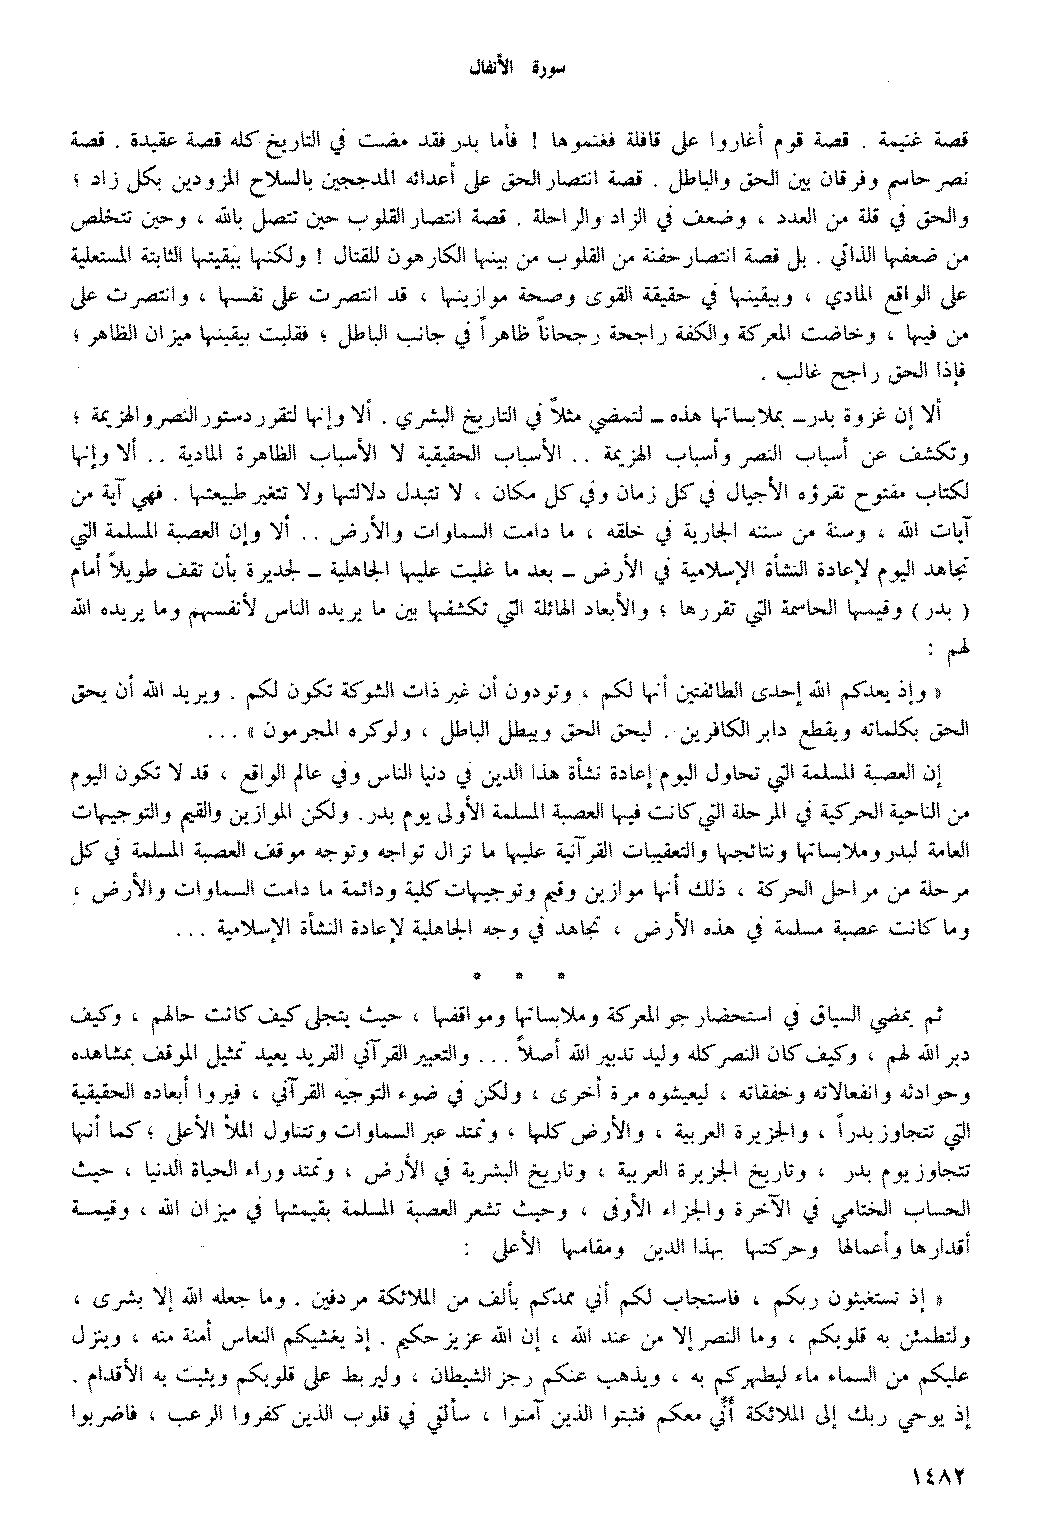 سورة الأنفال
قصة غنيمة . قصة قوم أغاروا على قافلة فغنموها ! فأما بدر فقد مضت في التاريخ كله قصة عقيدة . قصة
نصر حاسم وفرقان بين الحق والباطل . قصة انتصار الحق على أعدائه المدججين بالسلاح المزودين بكل زاد ؛
والحق في قلة من العدد ، وضعف في الزاد والراحلة . قصة انتصار القلوب حين تتصل بالله ، وحين تتخلص
من ضعفها الذاتي . بل قصة انتصار حفنة من القلوب من بينها الكارهون للقتال ! ولكنها ببقيتها الثابتة المستعلية
على الواقع المادي ، وبيقينها في حقيقة القوى وصحة موازينها ، قد انتصرت على نفسها ، وانتصرت على
من فيها ، وخاضت المعركة والكفة راجحة رجحاناً ظاهراً في جانب الباطل ؛ فقلبت بيقينها ميزان الظاهر ؛
فإذا الحق راجح غالب .
ألا إن غزوة بدر ــ بملابساتها هذه ــ لتمضي مثلاً في التاريخ البشري . ألا وإنها لتقرر دستور النصر والهزيمة ؛
وتكشف عن أسباب النصر وأسباب الهزيمة .. الأسباب الحقيقية لا الأسباب الظاهرة المادية .. ألا وإنها
لكتاب مفتوح تقرؤه الأجيال في كل زمان وفي كل مكان ، لا تتبدل دلالتها ولا تتغير طبيعتها . فهي آية من
آيات الله ، وسنة من سننه الجارية في خلقه ، ما دامت السماوات والأرض .. ألا وإن العصبة المسلمة التي
تجاهد اليوم لإعادة النشأة الإسلامية في الأرض ــ بعد ما غلبت عليها الجاهلية ــ لجديرة بأن تقف طويلاً أمام
( بدر ) وقيمها الحاسمة التي تقررها ؛ والأبعاد الهائلة التي تكشفها بين ما يريده الناس لأنفسهم وما يريده الله
لهم :
« وإذ يعدكم الله إحدى الطائفتين أنها لكم ، وتودون أن غير ذات الشوكة تكون لكم . ويريد الله أن يحق
الحق بكلماته ويقطع دابر الكافرين . ليحق الحق ويبطل الباطل ، ولو كره المجرمون » ...
إن العصبة المسلمة التي تحاول اليوم إعادة نشأة هذا الدين في دنيا الناس وفي عالم الواقع ، قد لا تكون اليوم
من الناحية الحركية في المرحلة التي كانت فيها العصبة المسلمة الأولى يوم بدر . ولكن الموازين والقيم والتوجيهات
العامة لبدر وملابساتها ونتائجها والتعقيبات القرآنية عليها ما تزال تواجه وتوجه موقف العصبة المسلمة في كل
مرحلة من مراحل الحركة ، ذلك أنها موازين وقيم وتوجيهات كلية ودائمة ما دامت السماوات والأرض ؛
وما كانت عصبة مسلمة في هذه الأرض ، تجاهد في وجه الجاهلية لإعادة النشأة الإسلامية ...
* * *
ثم يمضي السياق في استحضار جو المعركة وملابساتها ومواقفها ، حيث يتجلى كيف كانت حالهم ، وكيف
دبر الله لهم ، وكيف كان النصر كله وليد تدبير الله أصلاً ... والتعبير القرآني الفريد يعيد تمثيل الموقف بمشاهده
وحوادثه وانفعالاته وخفقاته ، ليعيشوه مرة أخرى ، ولكن في ضوء التوجيه القرآني ، فيروا أبعاده الحقيقية
التي تتجاوز بدراً ، والجزيرة العربية ، والأرض كلها ؛ وتمتد عبر السماوات وتتناول الملأ الأعلى ؛ كما أنها
تتجاوز يوم بدر ، وتاريخ الجزيرة العربية ، وتاريخ البشرية في الأرض ، وتمتد وراء الحياة الدنيا ، حيث
الحساب الختامي في الآخرة والجزاء الأوفى ، وحيث تشعر العصبة المسلمة بقيمتها في ميزان الله ، وقيمة
أقدارها وأعمالها وحركتها بهذا الدين ومقامها الأعلى :
« إذ تستغيثون ربكم ، فاستجاب لكم أني ممدكم بألف من الملائكة مردفين . وما جعله الله إلا بشرى ،
ولتطمئن به قلوبكم ، وما النصر إلا من عند الله ، إن الله عزيز حكيم . إذ يغشيكم النعاس أمنة منه ، وينزل
عليكم من السماء ماء ليطهركم به ، ويذهب عنكم رجز الشيطان ، وليربط على قلوبكم ويثبت به الأقدام .
إذ يوحي ربك إلى الملائكة أنّي معكم فثبتوا الذين آمنوا ، سألقي في قلوب الذين كفروا الرعب ، فاضربوا
١٤٨٢